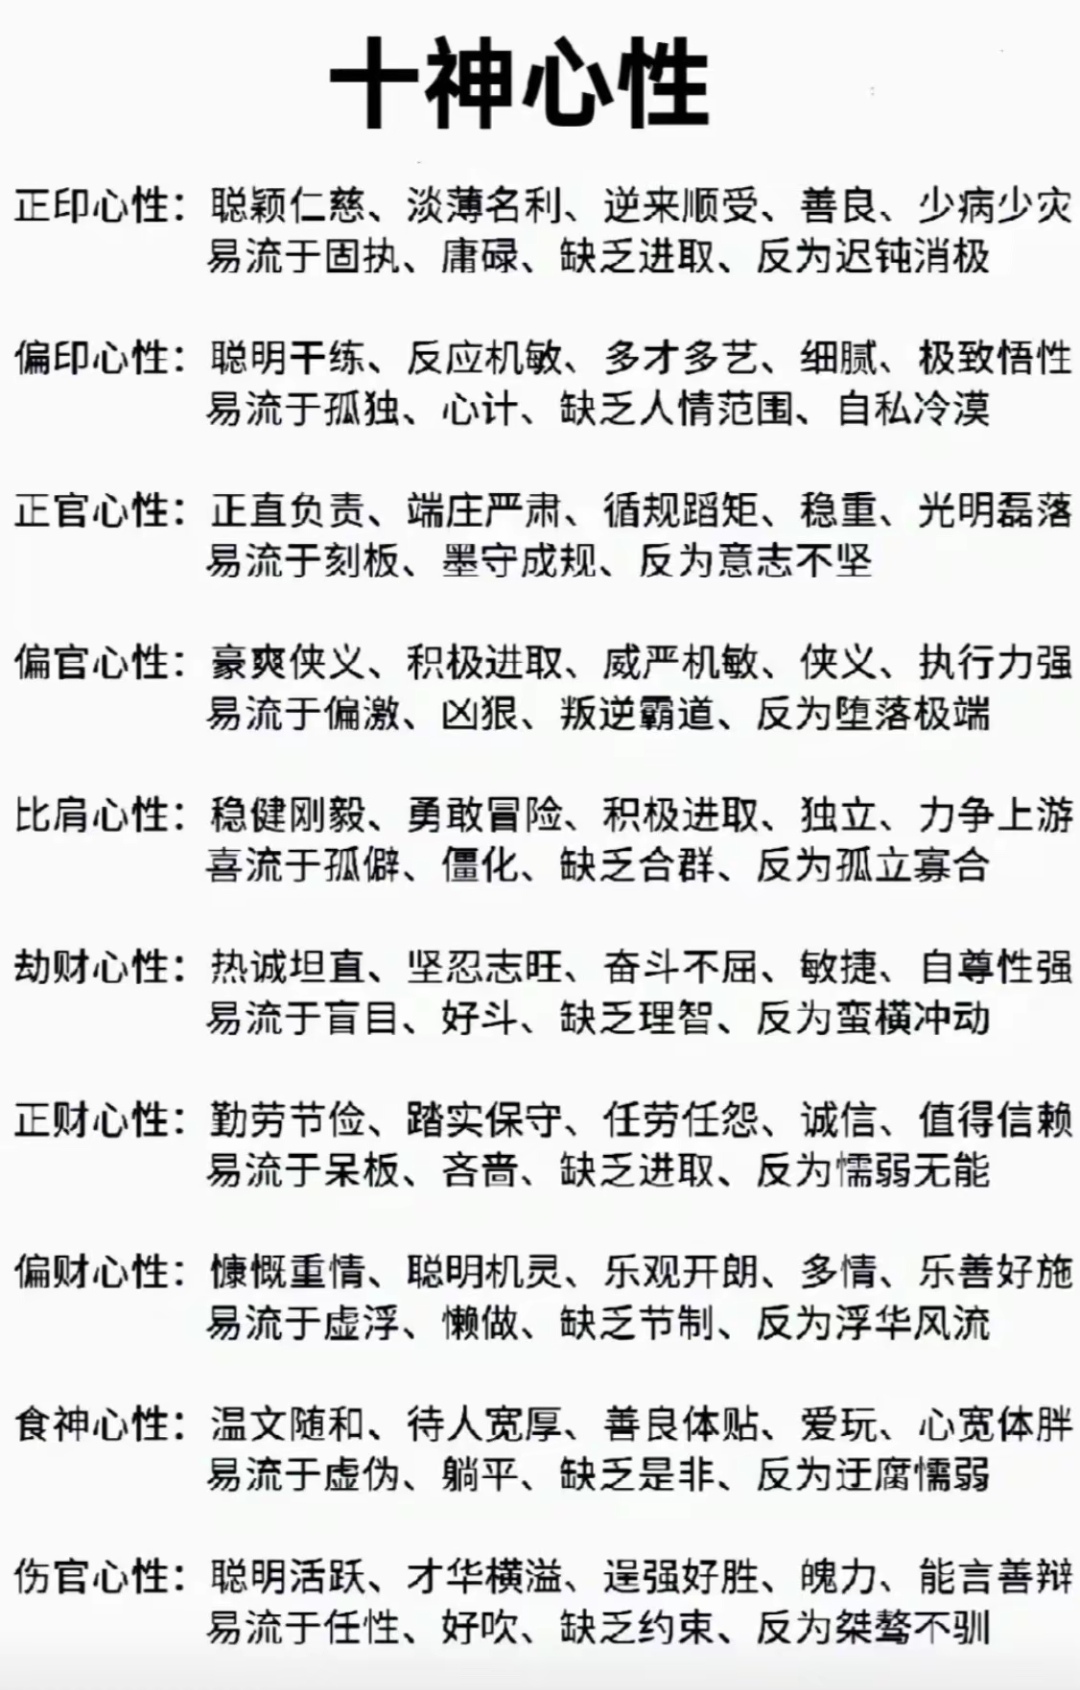 十神心性
正印心性：聪颖仁慈、淡薄名利、逆来顺受、善良、少病少灾
易流于固执、庸碌、缺乏进取、反为迟钝消极
偏印心性：聪明干练、反应机敏、多才多艺、细腻、极致悟性
易流于孤独、心计、缺乏人情范围、自私冷漠
正官心性：正直负责、端庄严肃、循规蹈矩、稳重、光明磊落
易流于刻板、墨守成规、反为意志不坚
偏官心性：豪爽侠义、积极进取、威严机敏、侠义、执行力强
易流于偏激、凶狠、叛逆霸道、反为堕落极端
比肩心性：稳健刚毅、勇敢冒险、积极进取、独立、力争上游
喜流于孤僻、僵化、缺乏合群、反为孤立寡合
劫财心性：热诚坦直、坚忍志旺、奋斗不屈、敏捷、自尊性强
易流于盲目、好斗、缺乏理智、反为蛮横冲动
正财心性：勤劳节俭、踏实保守、任劳任怨、诚信、值得信赖
易流于呆板、吝啬、缺乏进取、反为懦弱无能
偏财心性：慷慨重情、聪明机灵、乐观开朗、多情、乐善好施
易流于虚浮、懒做、缺乏节制、反为浮华风流
食神心性：温文随和、待人宽厚、善良体贴、爱玩、心宽体胖
易流于虚伪、躺平、缺乏是非、反为迂腐懦弱
伤官心性：聪明活跃、才华横溢、逞强好胜、魄力、能言善辩
易流于任性、好吹、缺乏约束、反为桀骜不驯